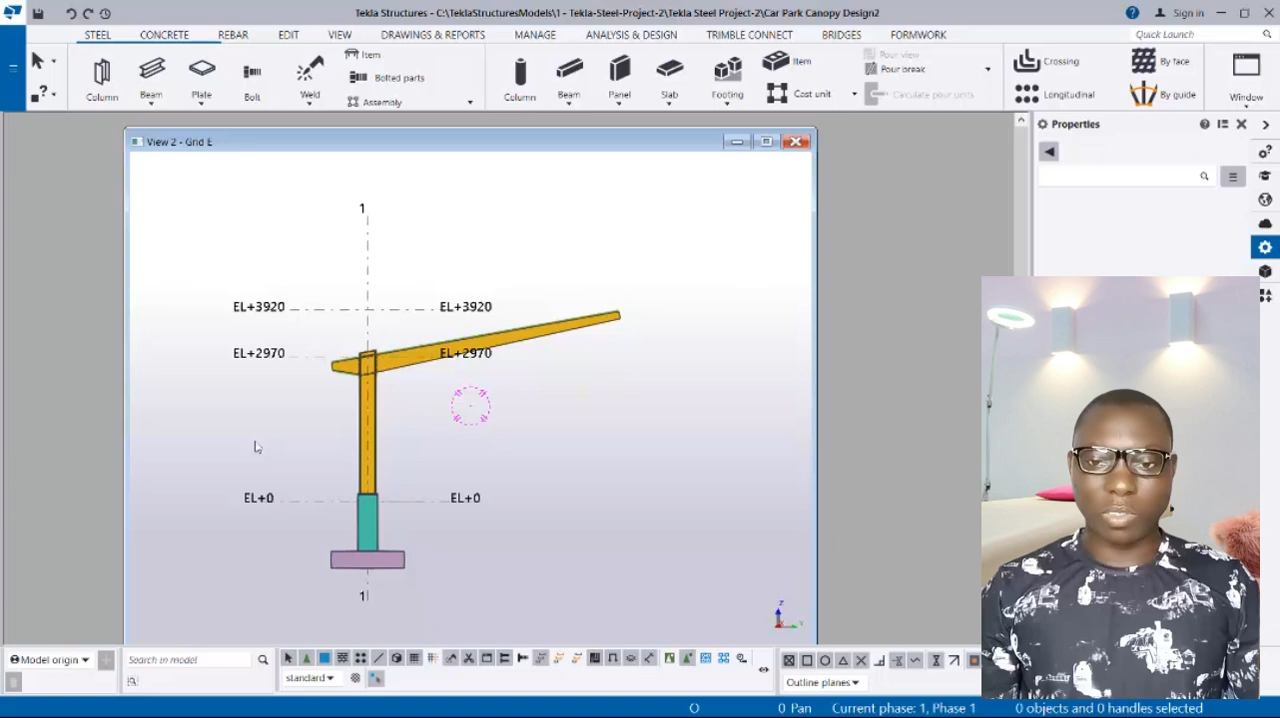 Tekla Structures - C:\TeklaStructuresModels\1 - Tekla-Steel-Project-2\Tekla Steel Project-2\Car Park Canopy Design2
Sign in
STEEL CONCRETE REBAR EDIT VIEW DRAWINGS & REPORTS MANAGE ANALYSIS & DESIGN TRIMBLE CONNECT BRIDGES FORMWORK Quick Launch
Item Pour view Item Crossing By face
Bolted parts Pour break
Column Beam Plate Bolt Weld Assembly Column Beam Panel Slab Footing Cast unit Calculate pour units Longitudinal By guide Window
View 2 - Grid E
Properties
1
EL+3920 EL+3920
EL+2970 EL+2970
EL+0 EL+0
1
Model origin Search in model
standard Outline planes
0 Pan Current phase: 1, Phase 1 0 objects and 0 handles selected